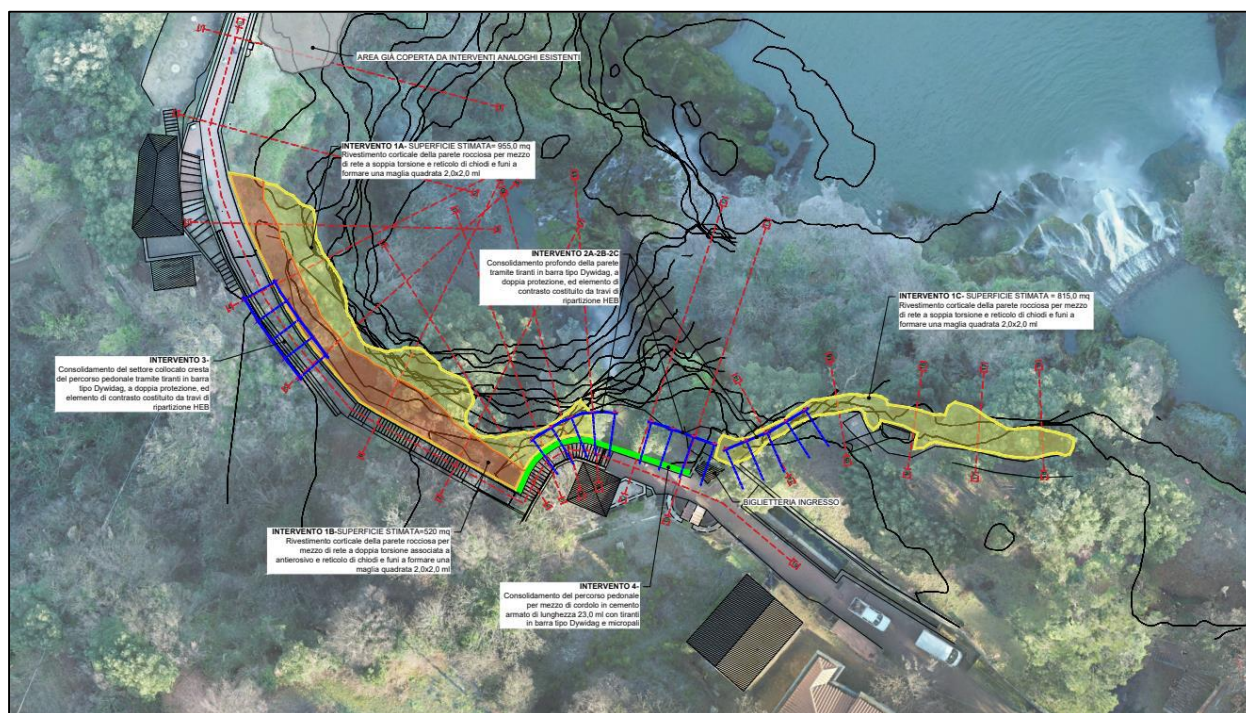 AREA GIÀ COPERTA DA INTERVENTI ANALOGHI ESISTENTI
INTERVENTO 1A- SUPERFICIE STIMATA= 955,0 mq
Rivestimento corticale della parete rocciosa per mezzo
di rete a soppia torsione e reticolo di chiodi e funi a
formare una maglia quadrata 2,0x2,0 ml
INTERVENTO 2A-2B-2C
Consolidamento profondo della parete
tramite tiranti in barra tipo Dywidag, a
doppia protezione, ed elemento di
contrasto costituito da travi di
ripartizione HEB
INTERVENTO 1C- SUPERFICIE STIMATA = 815,0 mq
Rivestimento corticale della parete rocciosa per mezzo
di rete a soppia torsione e reticolo di chiodi e funi a
formare una maglia quadrata 2,0x2,0 ml
INTERVENTO 3-
Consolidamento del settore collocato cresta
del percorso pedonale tramite tiranti in barra
tipo Dywidag, a doppia protezione, ed
elemento di contrasto costituito da travi di
ripartizione HEB
BIGLIETTERIA INGRESSO
INTERVENTO 1B-SUPERFICIE STIMATA=520 mq
Rivestimento corticale della parete rocciosa per
mezzo di rete a doppia torsione associata a
antierosivo e reticolo di chiodi e funi a formare una
maglia quadrata 2,0x2,0 ml
INTERVENTO 4-
Consolidamento del percorso pedonale
per mezzo di cordolo in cemento
armato di lunghezza 23,0 ml con tiranti
in barra tipo Dywidag e micropali